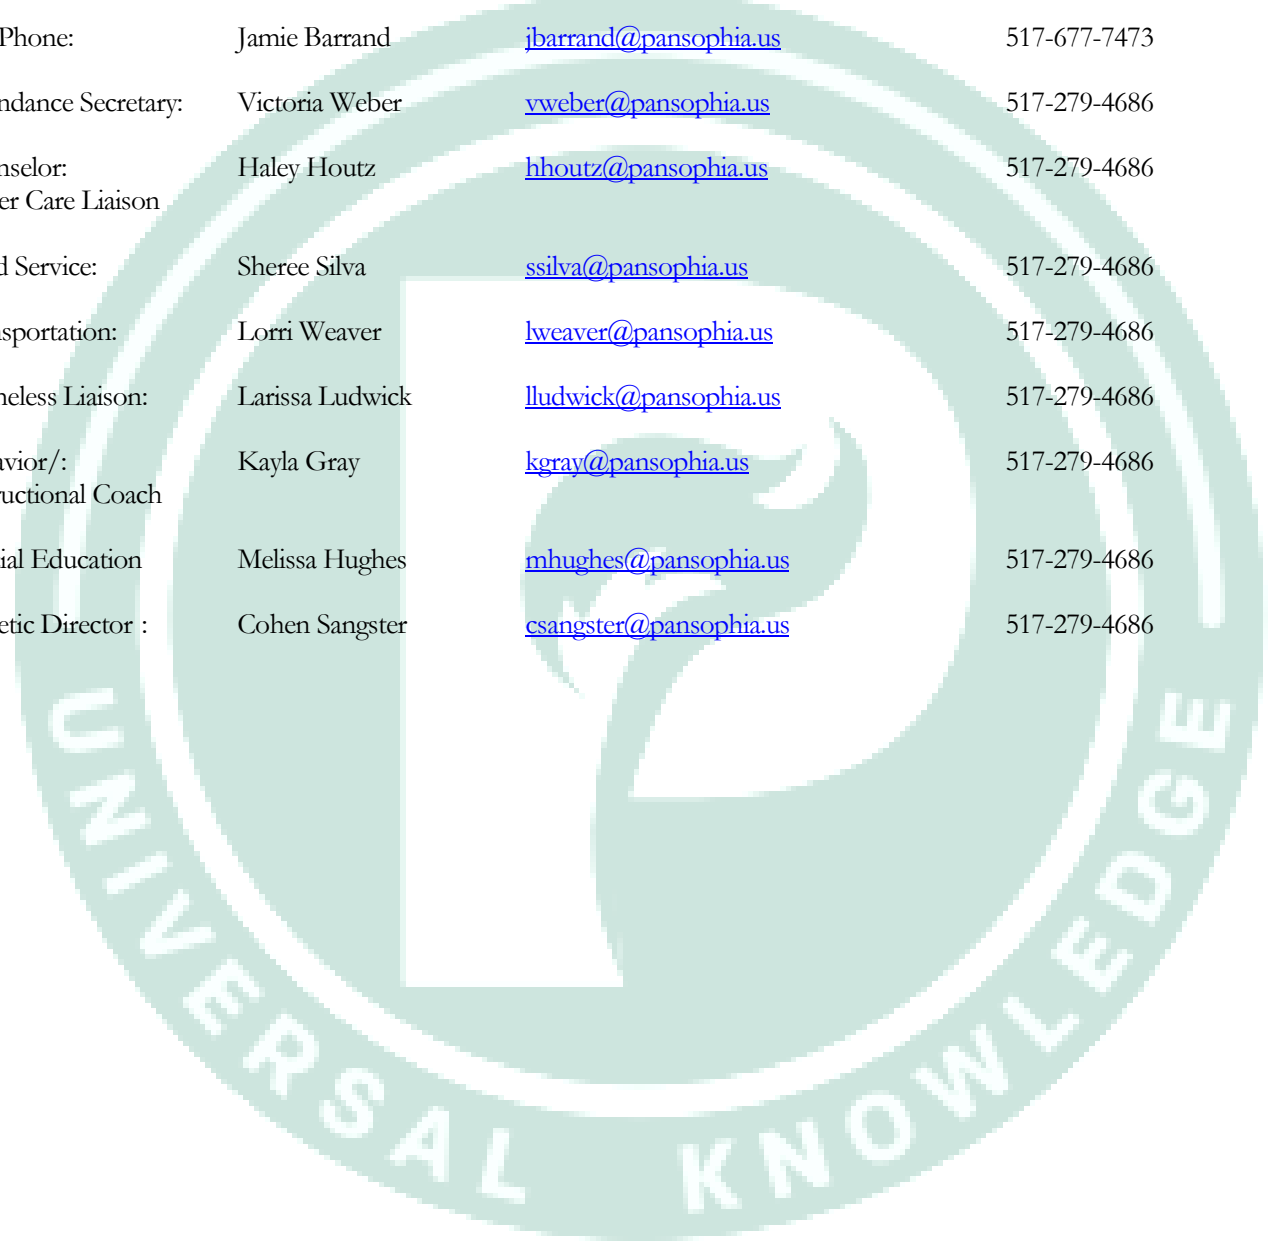 Phone: Jamie Barrand jbarrand@pansophia.us 517-677-7473
ndance Secretary: Victoria Weber vweber@pansophia.us 517-279-4686
nselor: Haley Houtz hhoutz@pansophia.us 517-279-4686
er Care Liaison
d Service: Sheree Silva ssilva@pansophia.us 517-279-4686
nsportation: Lorri Weaver lweaver@pansophia.us 517-279-4686
neless Liaison: Larissa Ludwick lludwick@pansophia.us 517-279-4686
avior/: Kayla Gray kgray@pansophia.us 517-279-4686
ructional Coach
ial Education Melissa Hughes mhughes@pansophia.us 517-279-4686
etic Director : Cohen Sangster csangster@pansophia.us 517-279-4686
UNIVERSAL KNOWLEDGE